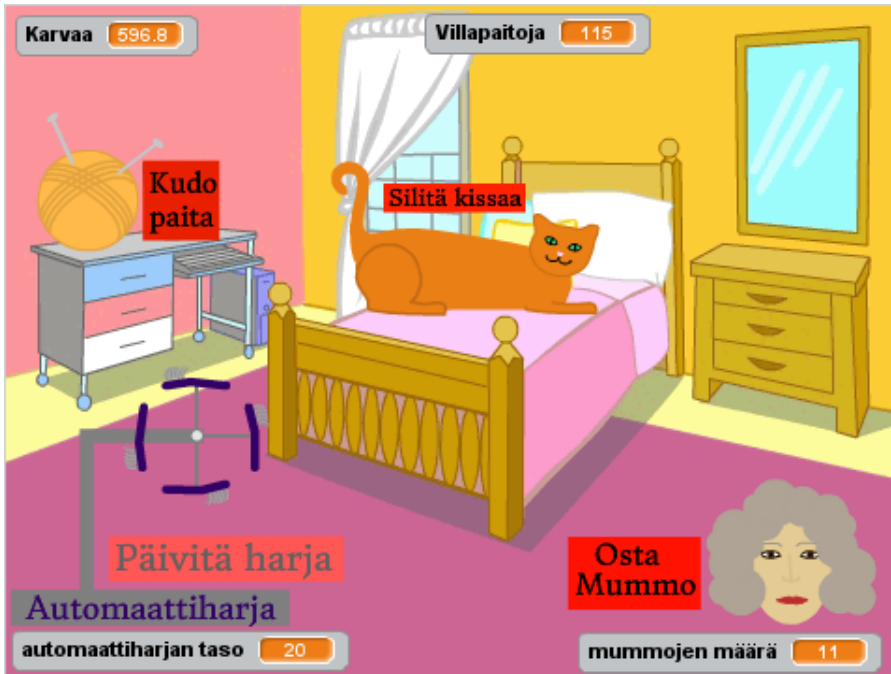 Karvaa 596.8
Villapaitoja 115
Kudo
paita
Silitä kissaa
Päivitä harja
Automaattiharja
automaattiharjan taso 20
Osta
Mummo
mummojen määrä 11